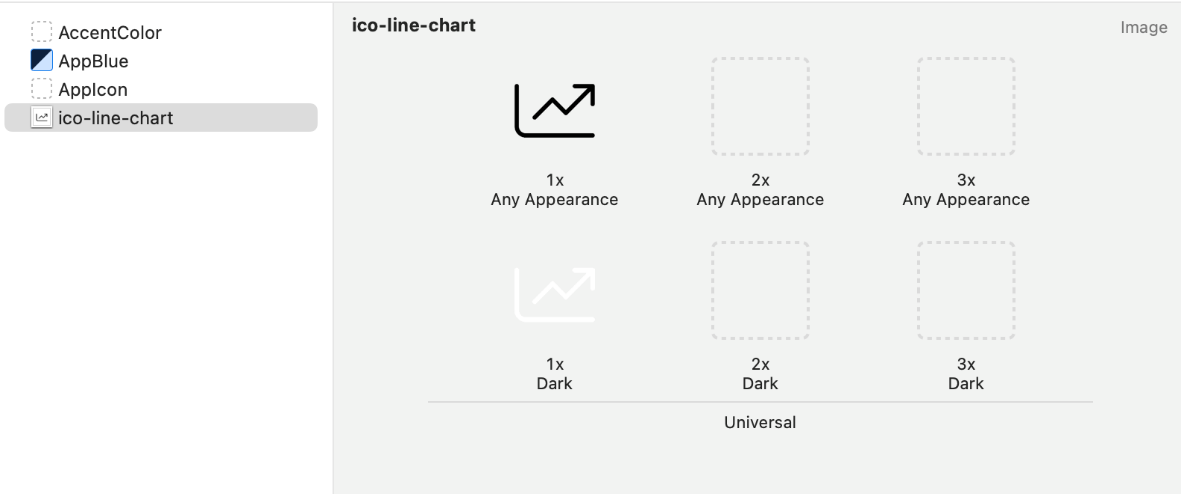 AccentColor
AppBlue
AppIcon
ico-line-chart
ico-line-chart
Image
1x
Any Appearance
2x
Any Appearance
3x
Any Appearance
1x
Dark
2x
Dark
3x
Dark
Universal